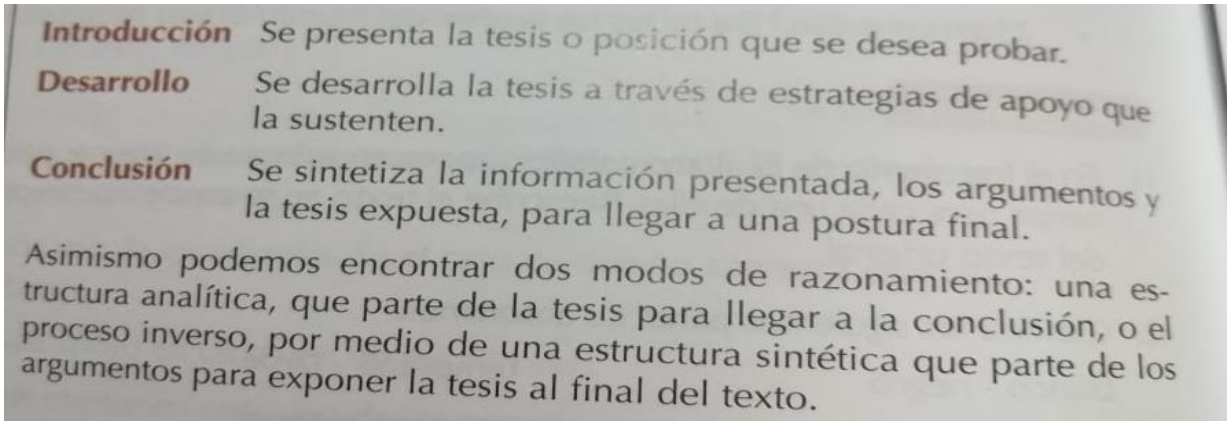 Introducción Se presenta la tesis o posición que se desea probar.
Desarrollo Se desarrolla la tesis a través de estrategias de apoyo que
la sustenten.
Conclusión Se sintetiza la información presentada, los argumentos y
la tesis expuesta, para llegar a una postura final.
Asimismo podemos encontrar dos modos de razonamiento: una es-
tructura analítica, que parte de la tesis para llegar a la conclusión, o el
proceso inverso, por medio de una estructura sintética que parte de los
argumentos para exponer la tesis al final del texto.